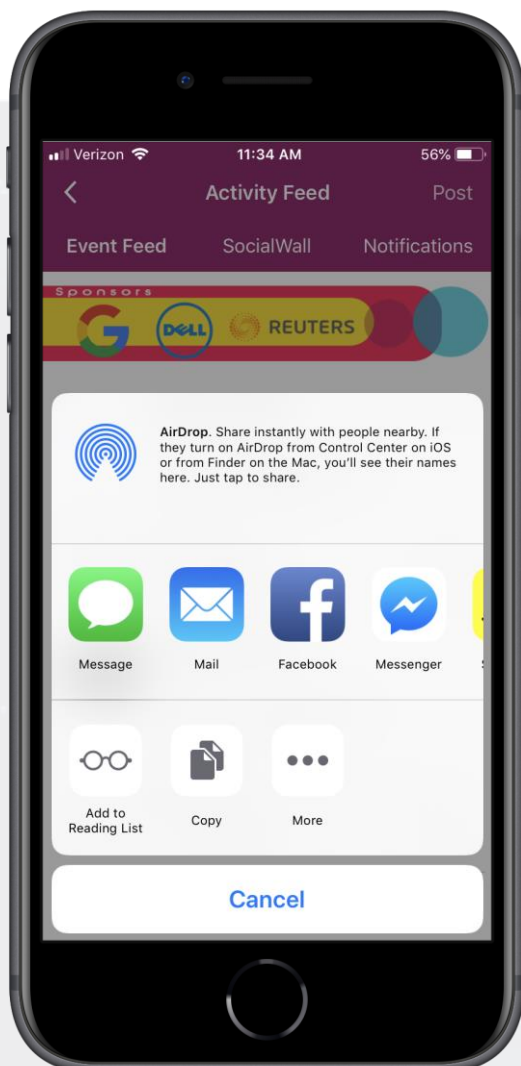 Verizon 11:34 AM 56%
Activity Feed Post
Event Feed SocialWall Notifications
Sponsors
G DELL REUTERS
AirDrop. Share instantly with people nearby. If
they turn on AirDrop from Control Center on iOS
or from Finder on the Mac, you'll see their names
here. Just tap to share.
Message Mail Facebook Messenger
Add to
Reading List Copy More
Cancel